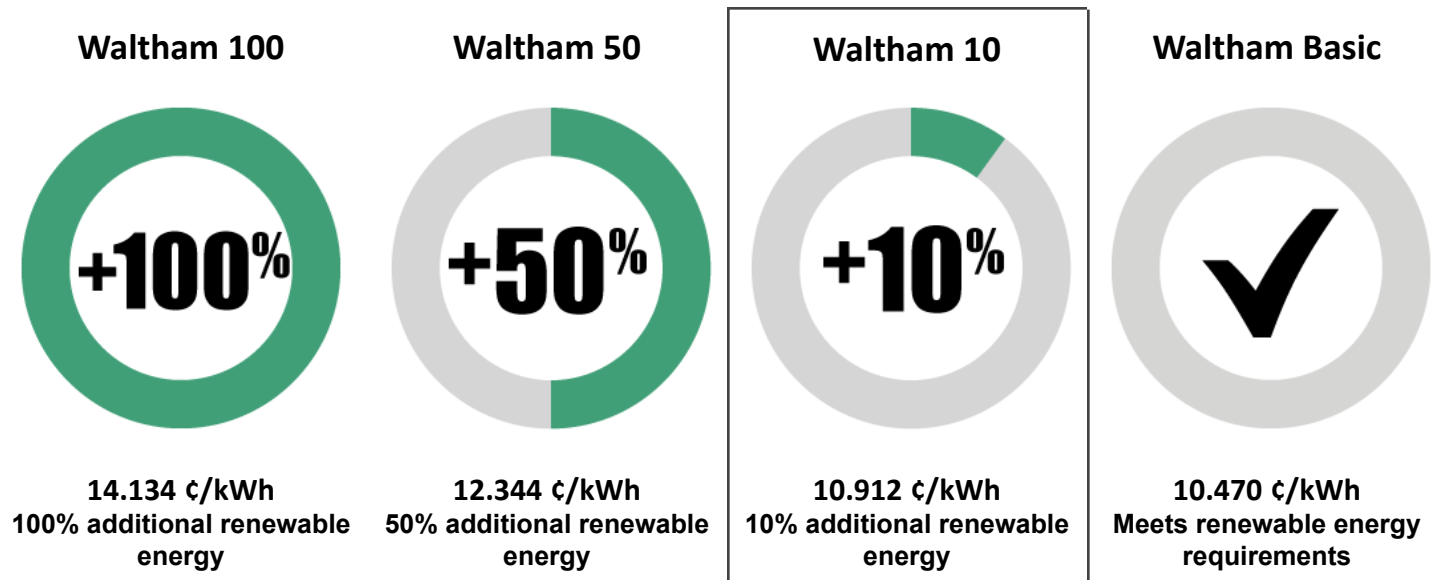 Waltham 100
+100%
14.134 ¢/kWh
100% additional renewable
energy
Waltham 50
+50%
12.344 ¢/kWh
50% additional renewable
energy
Waltham 10
+10%
10.912 ¢/kWh
10% additional renewable
energy
Waltham Basic
10.470 ¢/kWh
Meets renewable energy
requirements